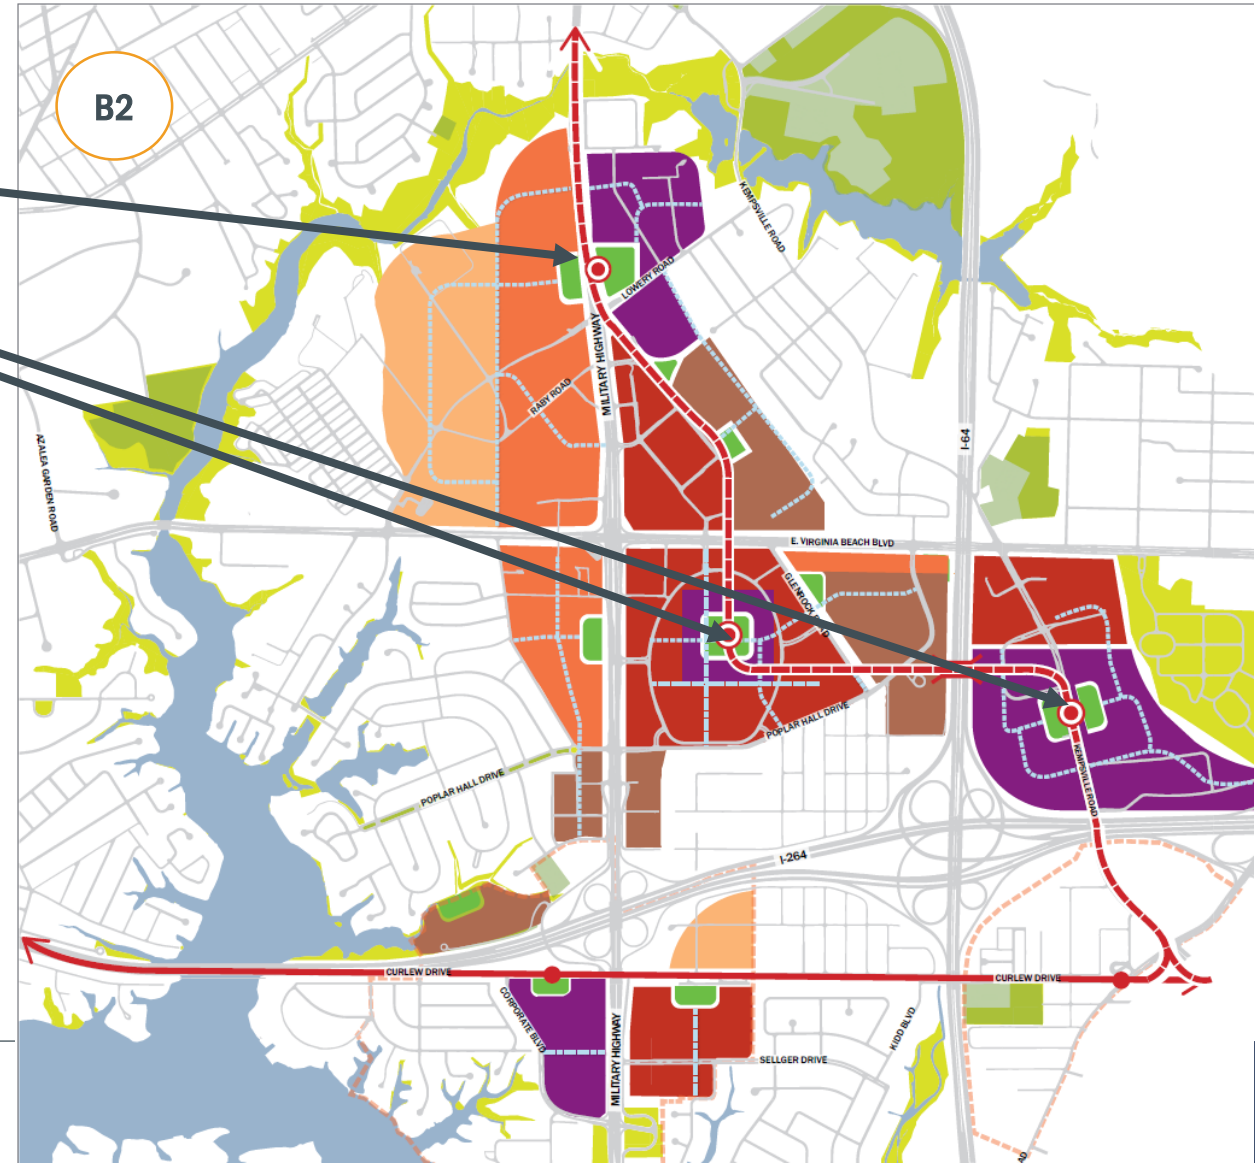 B2
KEMPSVILLE ROAD
LOWERY ROAD
MILITARY HIGHWAY
RABY ROAD
I-64
AZALEA GARDEN ROAD
E. VIRGINIA BEACH BLVD
GLENROCK
POPLAR HALL DRIVE
POPLAR HALL DRIVE
KEMPSVILLE ROAD
I-264
CURLEW DRIVE
CURLEW DRIVE
CORPORATE BLVD
MILITARY HIGHWAY
KIDD BLVD
SELLGER DRIVE
AD